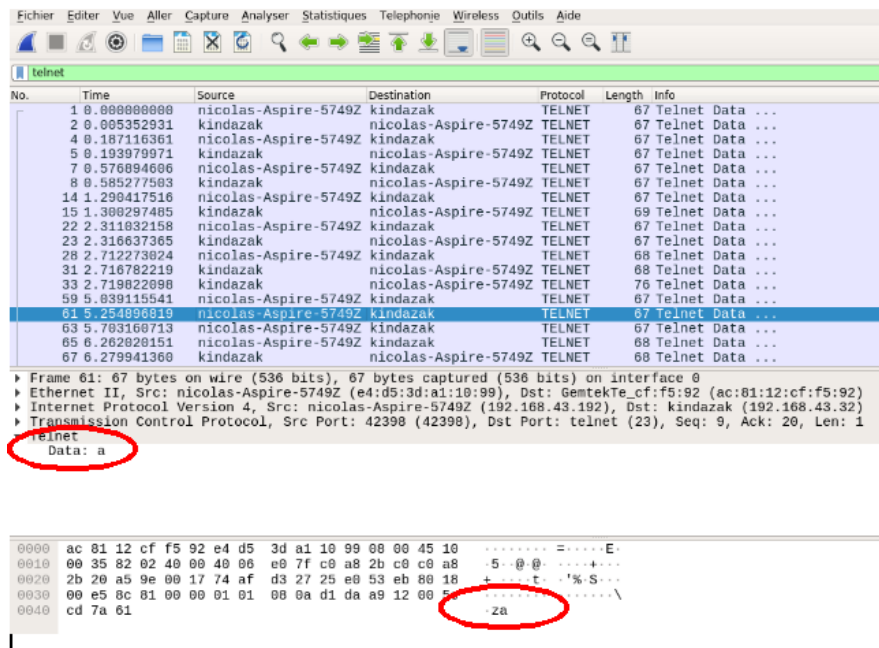 Fichier Editer Vue Aller Capture Analyser Statistiques Telephonie Wireless Outils Aide
telnet
No. Time Source Destination Protocol Length Info
1 0.000000000 nicolas-Aspire-5749Z kindazak TELNET 67 Telnet Data ...
2 0.005352931 kindazak nicolas-Aspire-5749Z TELNET 67 Telnet Data ...
4 0.187116361 nicolas-Aspire-5749Z kindazak TELNET 67 Telnet Data ...
5 0.193979971 kindazak nicolas-Aspire-5749Z TELNET 67 Telnet Data ...
7 0.576894606 nicolas-Aspire-5749Z kindazak TELNET 67 Telnet Data ...
8 0.585277503 kindazak nicolas-Aspire-5749Z TELNET 67 Telnet Data ...
14 1.290417516 nicolas-Aspire-5749Z kindazak TELNET 67 Telnet Data ...
15 1.300297485 kindazak nicolas-Aspire-5749Z TELNET 69 Telnet Data ...
22 2.311032158 nicolas-Aspire-5749Z kindazak TELNET 67 Telnet Data ...
23 2.316637365 kindazak nicolas-Aspire-5749Z TELNET 67 Telnet Data ...
28 2.712273024 nicolas-Aspire-5749Z kindazak TELNET 68 Telnet Data ...
31 2.716782219 kindazak nicolas-Aspire-5749Z TELNET 68 Telnet Data ...
33 2.719822098 kindazak nicolas-Aspire-5749Z TELNET 76 Telnet Data ...
59 5.039115541 nicolas-Aspire-5749Z kindazak TELNET 67 Telnet Data ...
61 5.254896819 nicolas-Aspire-5749Z kindazak TELNET 67 Telnet Data ...
63 5.703160713 nicolas-Aspire-5749Z kindazak TELNET 67 Telnet Data ...
65 6.262020151 nicolas-Aspire-5749Z kindazak TELNET 68 Telnet Data ...
67 6.279941360 kindazak nicolas-Aspire-5749Z TELNET 68 Telnet Data ...
Frame 61: 67 bytes on wire (536 bits), 67 bytes captured (536 bits) on interface 0
Ethernet II, Src: nicolas-Aspire-5749Z (e4:d5:3d:a1:10:99), Dst: GemtekTe_cf:f5:92 (ac:81:12:cf:f5:92)
Internet Protocol Version 4, Src: nicolas-Aspire-5749Z (192.168.43.192), Dst: kindazak (192.168.43.32)
Transmission Control Protocol, Src Port: 42398 (42398), Dst Port: telnet (23), Seq: 9, Ack: 20, Len: 1
Telnet
Data: a
0000 ac 81 12 cf f5 92 e4 d5 3d a1 10 99 08 00 45 10 ········ =·····E·
0010 00 35 82 02 40 00 40 06 e0 7f c0 a8 2b c0 c0 a8 ·5··@·@· ····+···
0020 2b 20 a5 9e 00 17 74 af d3 27 25 e0 53 eb 80 18 + ····t· ·'%·S···
0030 00 e5 8c 81 00 00 01 01 08 0a d1 da a9 12 00 ·······\
0040 cd 7a 61 ·za